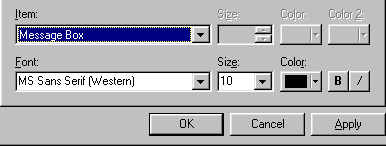 Item: Size: Color: Color 2:
Message Box
Font: Size: Color:
MS Sans Serif (Western) 10 B /
OK Cancel Apply